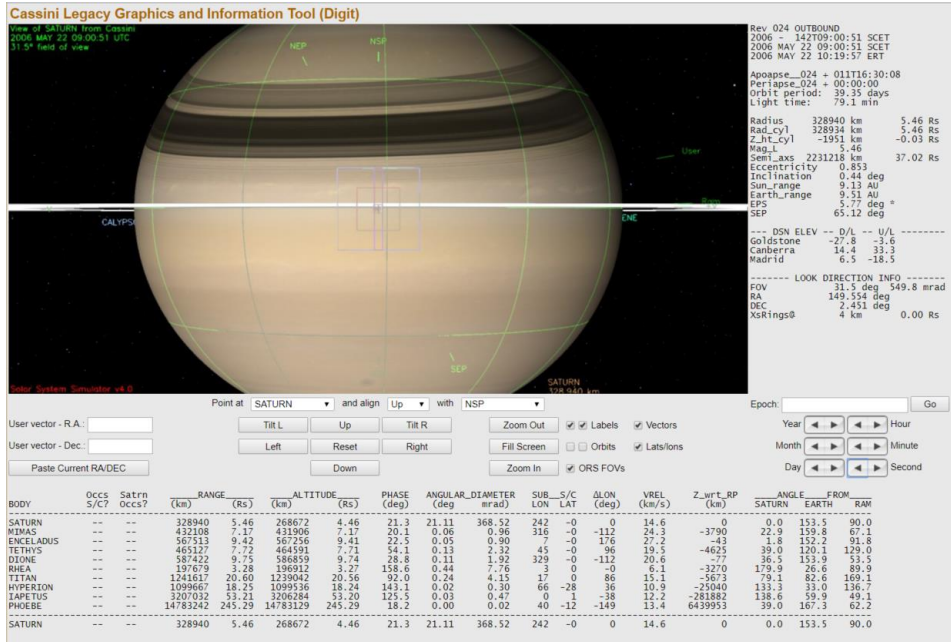 Cassini Legacy Graphics and Information Tool (Digit)
View of SATURN from Cassini
2006 MAY 22 09:00:51 UTC
31.5° field of view
NEP
NSP
User
Ram
CALYPS
ENE
SEP
SATURN
328,940 km
Solar System Simulator v4.0
Rev 024 OUTBOUND
2006 - 142T09:00:51 SCET
2006 MAY 22 09:00:51 SCET
2006 MAY 22 10:19:57 ERT
Apoapse__024 + 011T16:30:08
Periapse_024 + 00:00:00
Orbit period: 39.35 days
Light time: 79.1 min
Radius 328940 km 5.46 Rs
Rad_cyl 328934 km 5.46 Rs
Z_ht_cyl -1951 km -0.03 Rs
Mag_L 5.46
Semi_axs 2231218 km 37.02 Rs
Eccentricity 0.853
Inclination 0.44 deg
Sun_range 9.13 AU
Earth_range 9.51 AU
EPS 5.77 deg *
SEP 65.12 deg
--- DSN ELEV -- D/L -- U/L --------
Goldstone -27.8 -3.6
Canberra 14.4 33.3
Madrid 6.5 -18.5
------- LOOK DIRECTION INFO -------
FOV 31.5 deg 549.8 mrad
RA 149.554 deg
DEC 2.451 deg
XsRings@ 4 km 0.00 Rs
Point at SATURN and align Up with NSP
Epoch: Go
User vector - R.A.: Tilt L Up Tilt R Zoom Out Labels Vectors Year Hour
User vector - Dec.: Left Reset Right Fill Screen Orbits Lats/lons Month Minute
Paste Current RA/DEC Down Zoom In ORS FOVs Day Second
Occs Satrn ____RANGE____ ____ALTITUDE____ PHASE ANGULAR_DIAMETER SUB__S/C ΔLON VREL Z_wrt_RP ____ANGLE__FROM____
BODY S/C? Occs? (km) (Rs) (km) (Rs) (deg) (deg mrad) LON LAT (deg) (km/s) (km) SATURN EARTH RAM
SATURN -- -- 328940 5.46 268672 4.46 21.3 21.11 368.52 242 -0 0 14.6 0 0.0 153.5 90.0
MIMAS -- -- 432108 7.17 431906 7.17 20.1 0.06 0.96 316 -0 -112 24.3 -3790 22.9 159.8 67.1
ENCELADUS -- -- 567513 9.42 567256 9.41 22.5 0.05 0.90 7 -0 176 27.2 -43 1.8 152.2 91.8
TETHYS -- -- 465127 7.72 464591 7.71 54.1 0.13 2.32 45 -0 96 19.5 -4625 39.0 120.1 129.0
DIONE -- -- 587422 9.75 586859 9.74 28.8 0.11 1.92 329 -0 -112 20.6 -77 36.5 153.9 53.5
RHEA -- -- 197679 3.28 196912 3.27 158.6 0.44 7.76 3 0 -0 6.1 -3270 179.9 26.6 89.9
TITAN -- -- 1241617 20.60 1239042 20.56 92.0 0.24 4.15 17 0 86 15.1 -5673 79.1 82.6 169.1
HYPERION -- -- 1099667 18.25 1099536 18.24 143.1 0.02 0.30 66 -28 36 10.9 -25040 133.3 33.0 136.7
IAPETUS -- -- 3207032 53.21 3206284 53.20 125.5 0.03 0.47 0 1 -38 12.2 -281882 138.6 59.9 49.1
PHOEBE -- -- 14783242 245.29 14783129 245.29 18.2 0.00 0.02 40 -12 -149 13.4 6439953 39.0 167.3 62.2
SATURN -- -- 328940 5.46 268672 4.46 21.3 21.11 368.52 242 -0 0 14.6 0 0.0 153.5 90.0